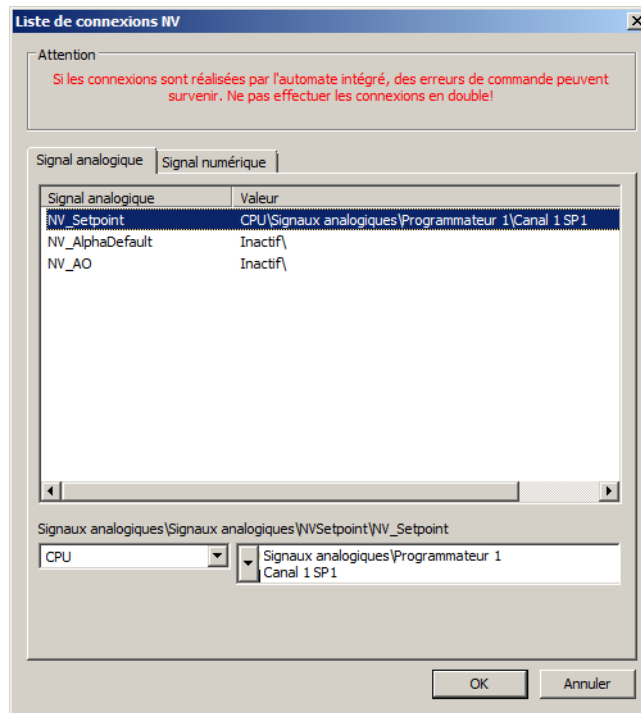 Liste de connexions NV
Attention
Si les connexions sont réalisées par l'automate intégré, des erreurs de commande peuvent
survenir. Ne pas effectuer les connexions en double!
Signal analogique Signal numérique
Signal analogique Valeur
NV_Setpoint CPU\Signaux analogiques\Programmateur 1\Canal 1 SP1
NV_AlphaDefault Inactif\
NV_AO Inactif\
Signaux analogiques\Signaux analogiques\NVSetpoint\NV_Setpoint
CPU Signaux analogiques\Programmateur 1
Canal 1 SP1
OK Annuler